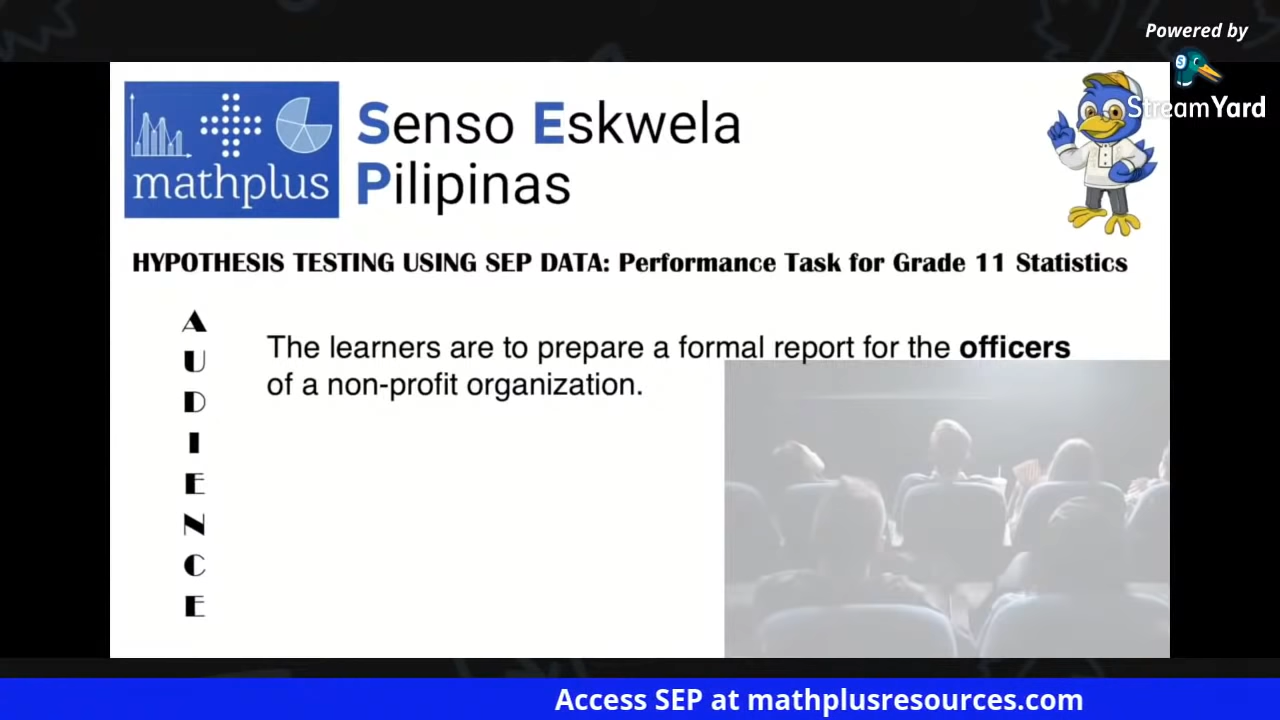 Powered by
StreamYard
mathplus
Senso Eskwela
Pilipinas
HYPOTHESIS TESTING USING SEP DATA: Performance Task for Grade 11 Statistics
A
U
D
I
E
N
C
E
The learners are to prepare a formal report for the officers
of a non-profit organization.
Access SEP at mathplusresources.com